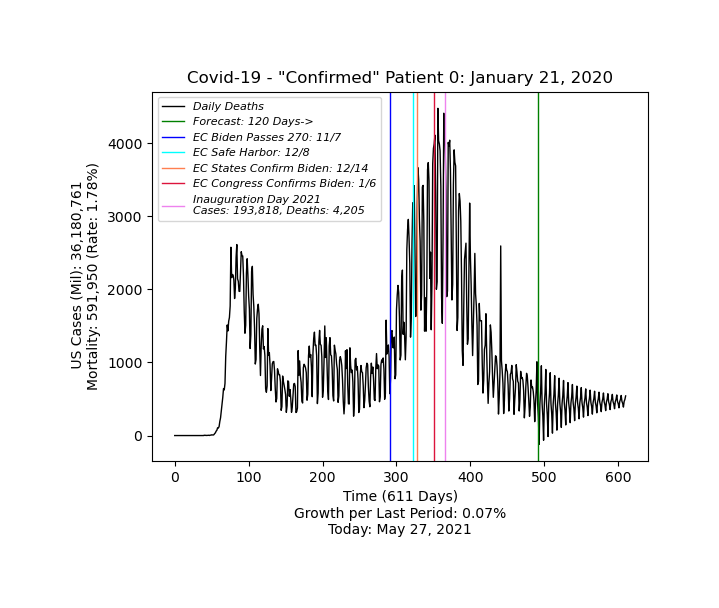 Covid-19 - "Confirmed" Patient 0: January 21, 2020
Daily Deaths
Forecast: 120 Days->
EC Biden Passes 270: 11/7
EC Safe Harbor: 12/8
EC States Confirm Biden: 12/14
EC Congress Confirms Biden: 1/6
Inauguration Day 2021
Cases: 193,818, Deaths: 4,205
US Cases (Mil): 36,180,761
Mortality: 591,950 (Rate: 1.78%)
4000
3000
2000
1000
0
0 100 200 300 400 500 600
Time (611 Days)
Growth per Last Period: 0.07%
Today: May 27, 2021